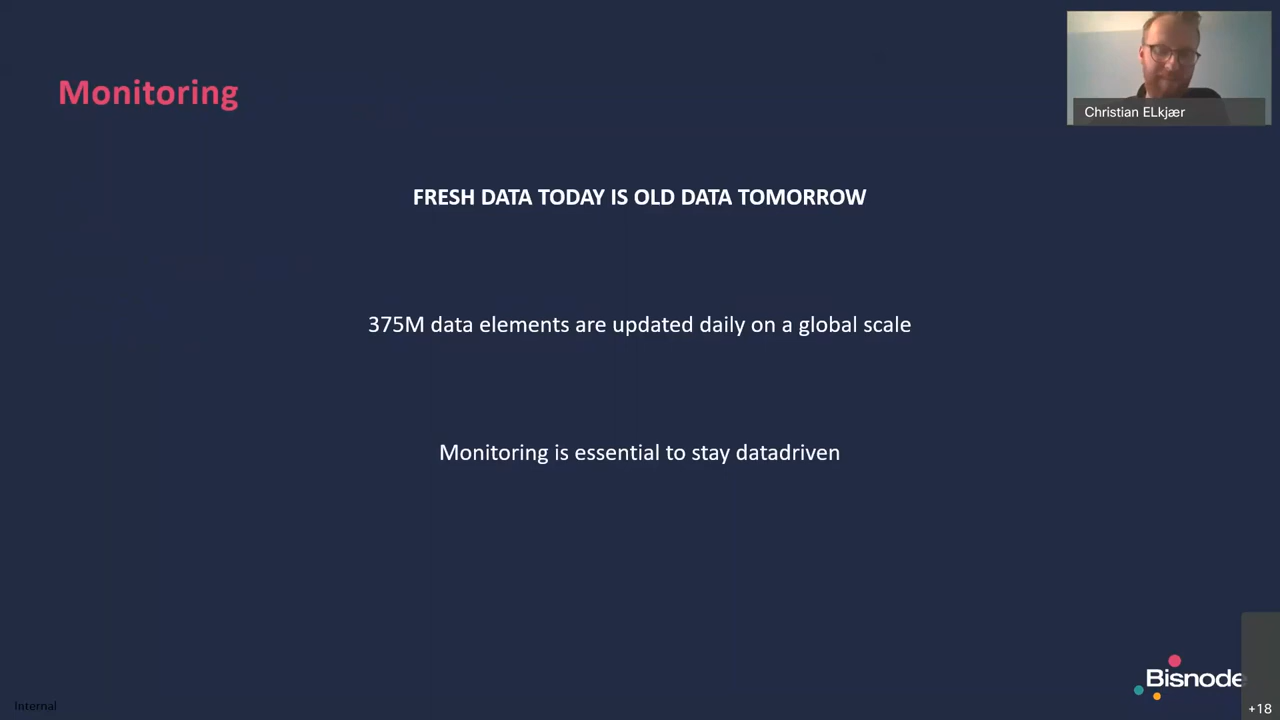 Monitoring
Christian ELkjær
FRESH DATA TODAY IS OLD DATA TOMORROW
375M data elements are updated daily on a global scale
Monitoring is essential to stay datadriven
Bisnode
Internal
+18